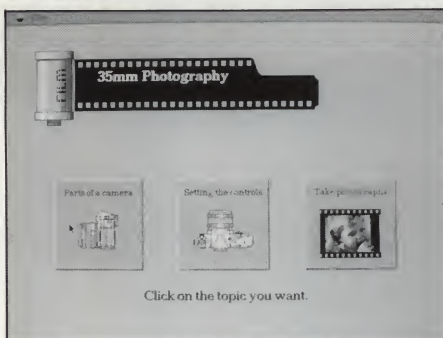 FILM
35mm Photography
Parts of a camera
Setting the controls
Take photographs
Click on the topic you want.